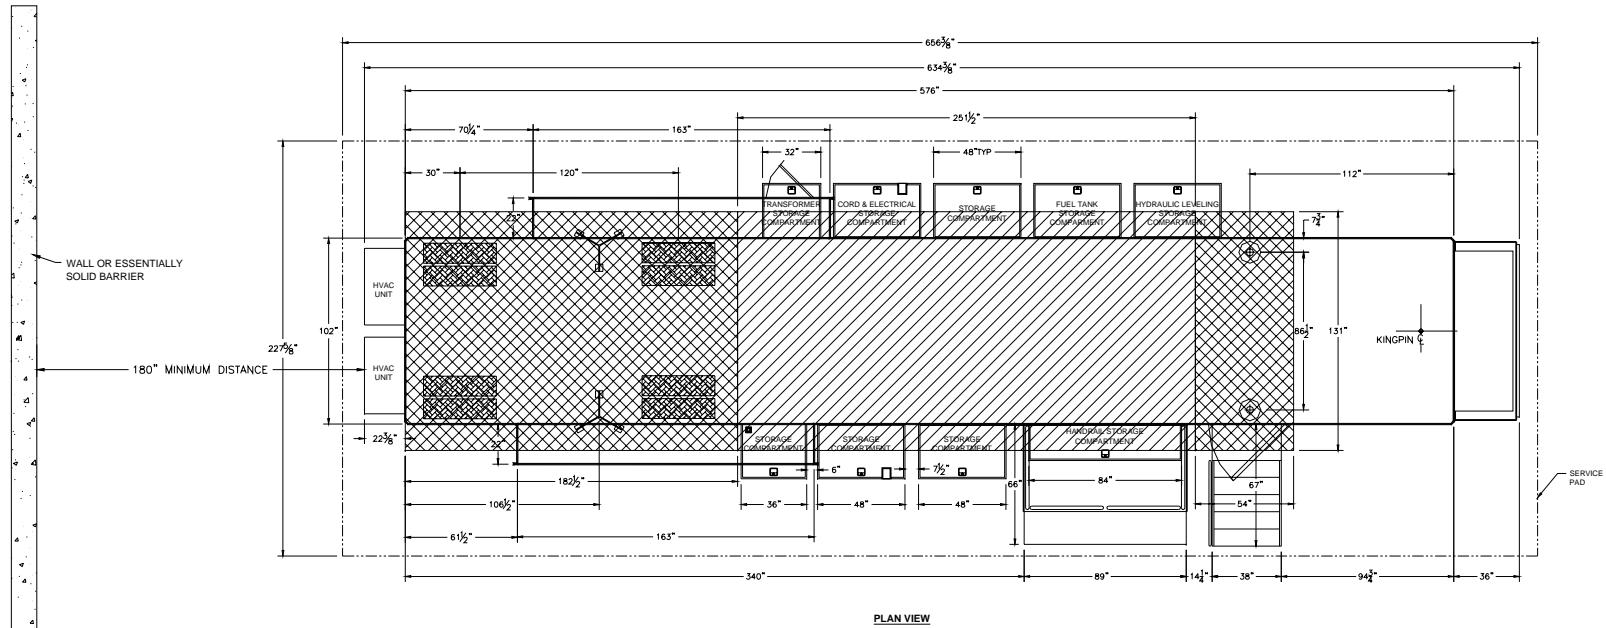 656⅜"
634⅜"
576"
251½"
70¼"
163"
32"
48"TYP
30"
120"
112"
TRANSFORMER
STORAGE
COMPARTMENT
CORD & ELECTRICAL
STORAGE
COMPARTMENT
STORAGE
COMPARTMENT
FUEL TANK
STORAGE
COMPARTMENT
HYDRAULIC LEVELING
STORAGE
COMPARTMENT
22"
7¾"
WALL OR ESSENTIALLY
SOLID BARRIER
HVAC
UNIT
102"
227⅝"
86½"
131"
KINGPIN ℄
180" MINIMUM DISTANCE
HVAC
UNIT
22⅜"
22"
STORAGE
COMPARTMENT
STORAGE
COMPARTMENT
STORAGE
COMPARTMENT
HANDRAIL STORAGE
COMPARTMENT
6"
7½"
SERVICE
PAD
182½"
66"
84"
67"
106½"
36"
48"
48"
54"
61½"
163"
340"
89"
14¼"
38"
94¾"
36"
PLAN VIEW